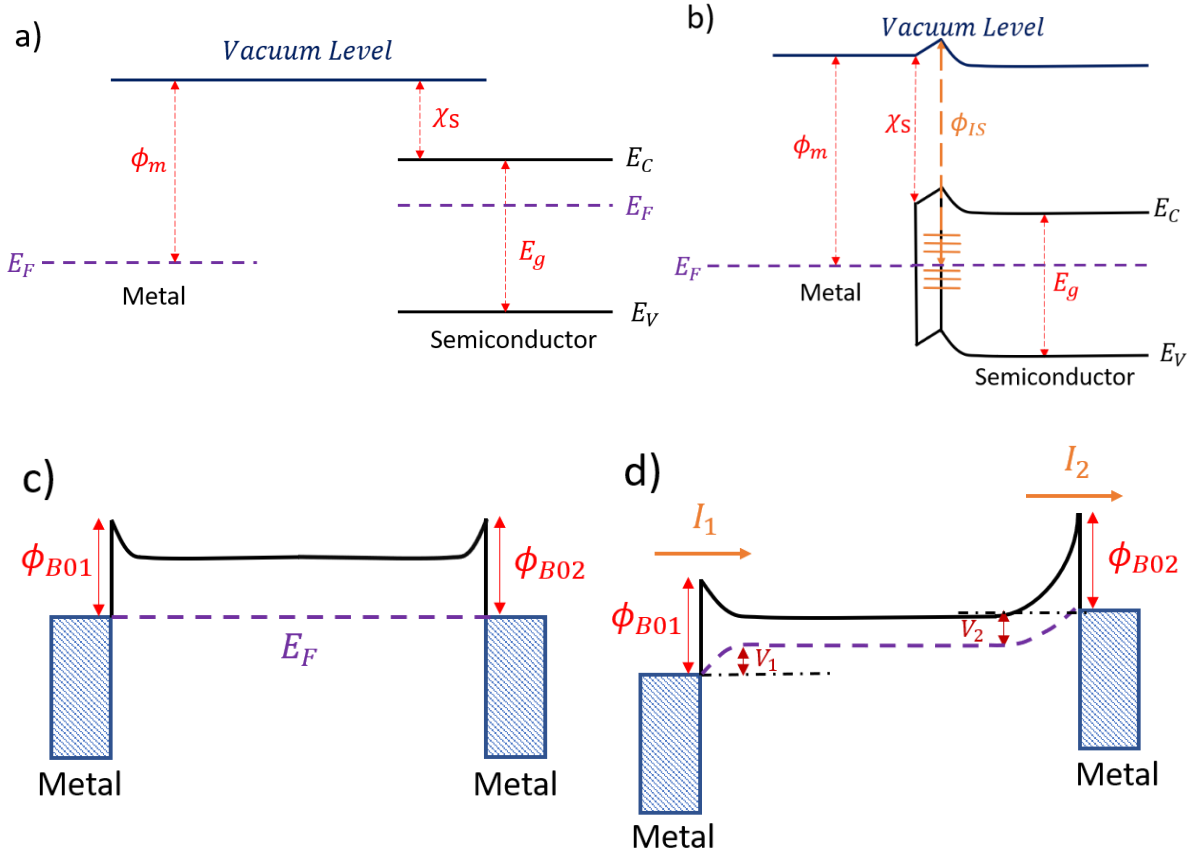 a)
Vacuum Level
χS
ϕm
EC
EF
Eg
EF
Metal
EV
Semiconductor
b)
Vacuum Level
χS
ϕIS
ϕm
EC
EF
Metal
Eg
EV
Semiconductor
c)
ϕB01
ϕB02
EF
Metal
Metal
d)
I2
I1
ϕB02
ϕB01
V2
V1
Metal
Metal